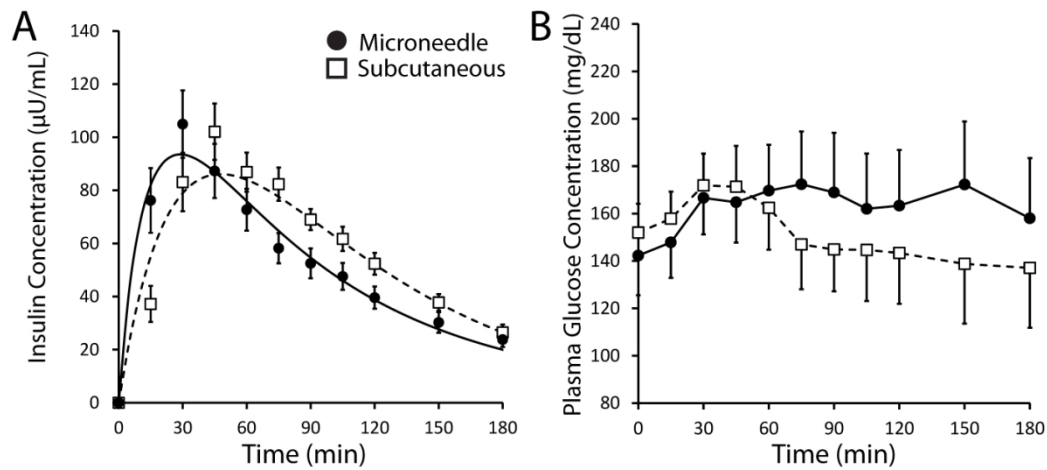 A
Insulin Concentration (μU/mL)
140
120
100
80
60
40
20
0
0 30 60 90 120 150 180
Time (min)
Microneedle
Subcutaneous
B
Plasma Glucose Concentration (mg/dL)
240
220
200
180
160
140
120
100
80
0 30 60 90 120 150 180
Time (min)